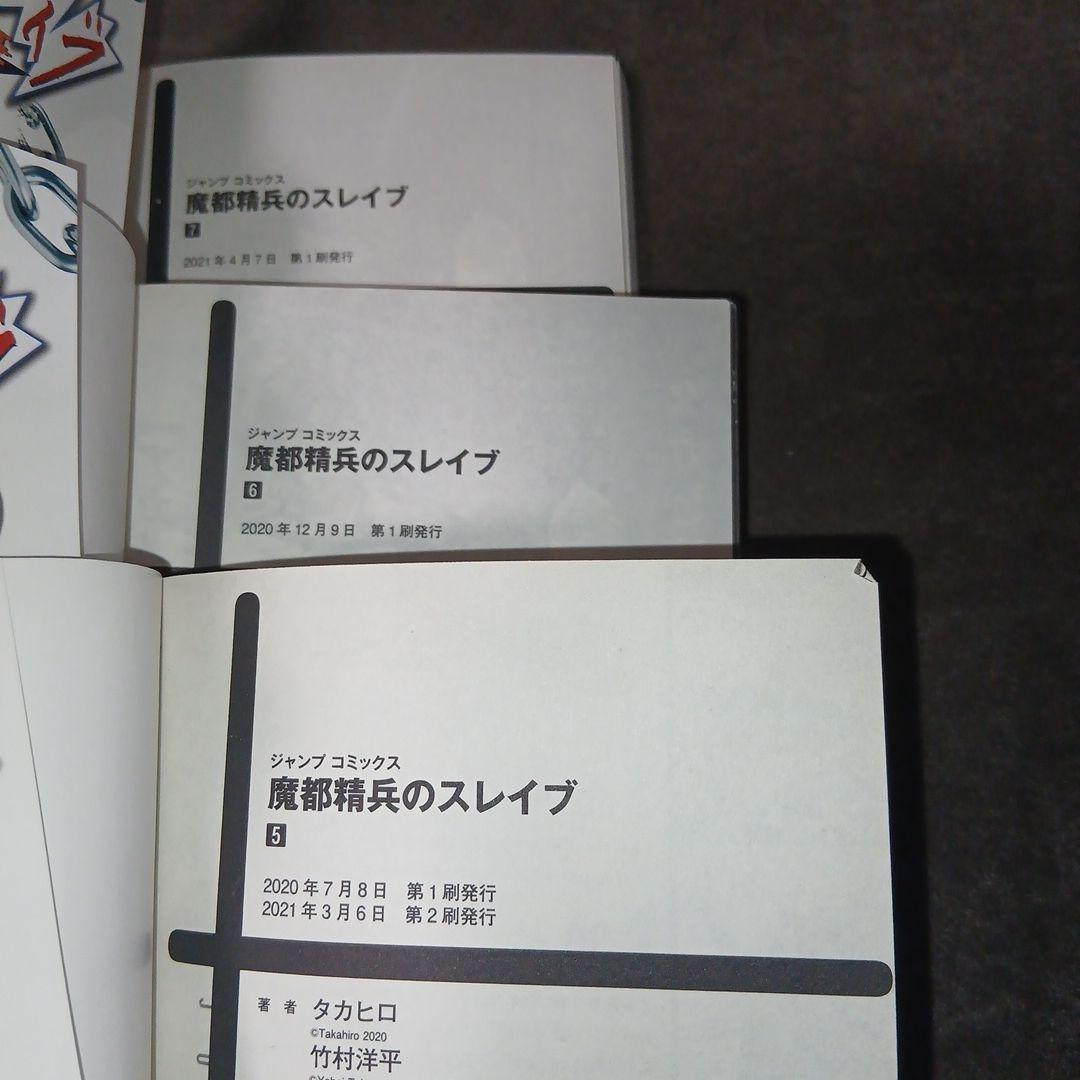 イブ
ジャンプ コミックス
魔都精兵のスレイブ
7
2021年4月7日 第1刷発行
ジャンプ コミックス
魔都精兵のスレイブ
6
2020年12月9日 第1刷発行
ジャンプ コミックス
魔都精兵のスレイブ
5
2020年7月8日 第1刷発行
2021年3月6日 第2刷発行
著者 タカヒロ
©Takahiro 2020
竹村洋平